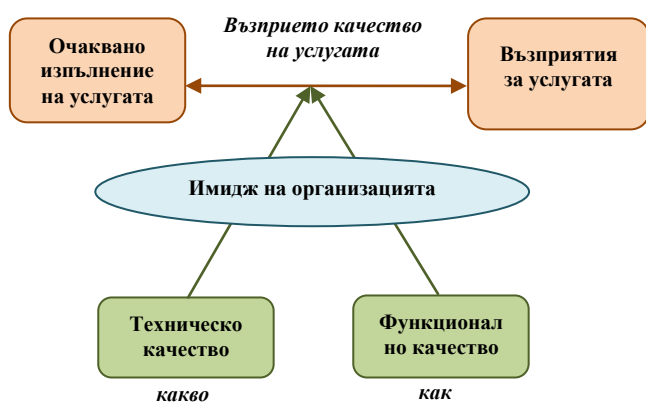 Възприето качество
на услугата
Очаквано
изпълнение
на услугата
Възприятия
за услугата
Имидж на организацията
Техническо
качество
Функционал
но качество
какво
как